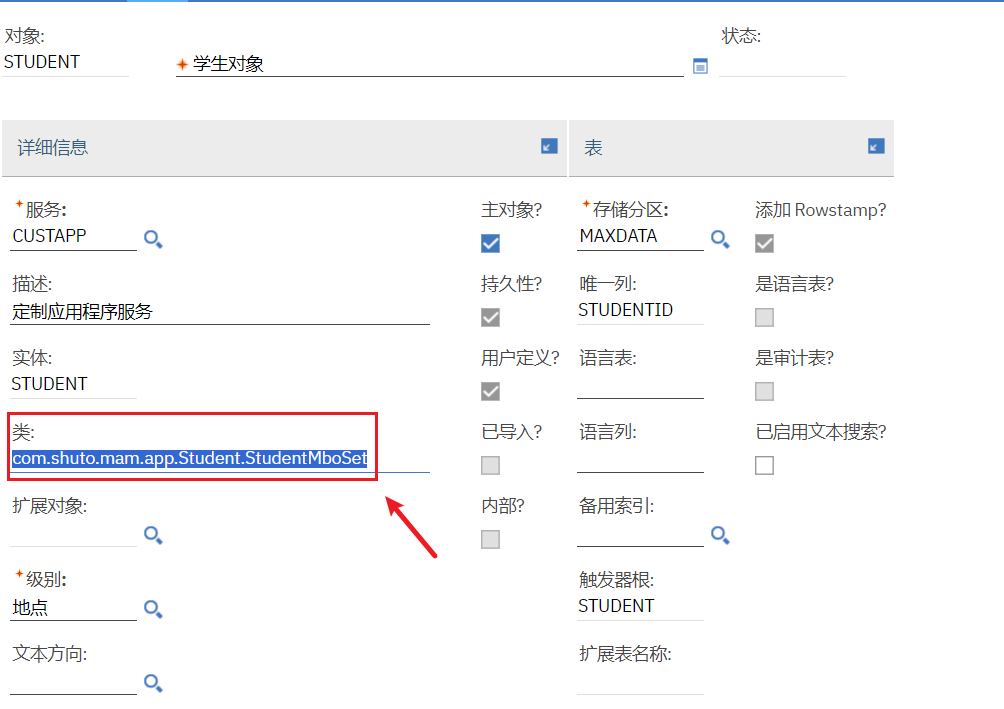 对象:
状态:
STUDENT
学生对象
详细信息
表
*服务:
主对象?
*存储分区:
添加 Rowstamp?
CUSTAPP
MAXDATA
描述:
持久性?
唯一列:
是语言表?
定制应用程序服务
STUDENTID
实体:
用户定义?
语言表:
是审计表?
STUDENT
类:
已导入?
语言列:
已启用文本搜索?
com.shuto.mam.app.Student.StudentMboSet
扩展对象:
内部?
备用索引:
*级别:
触发器根:
地点
STUDENT
文本方向:
扩展表名称: